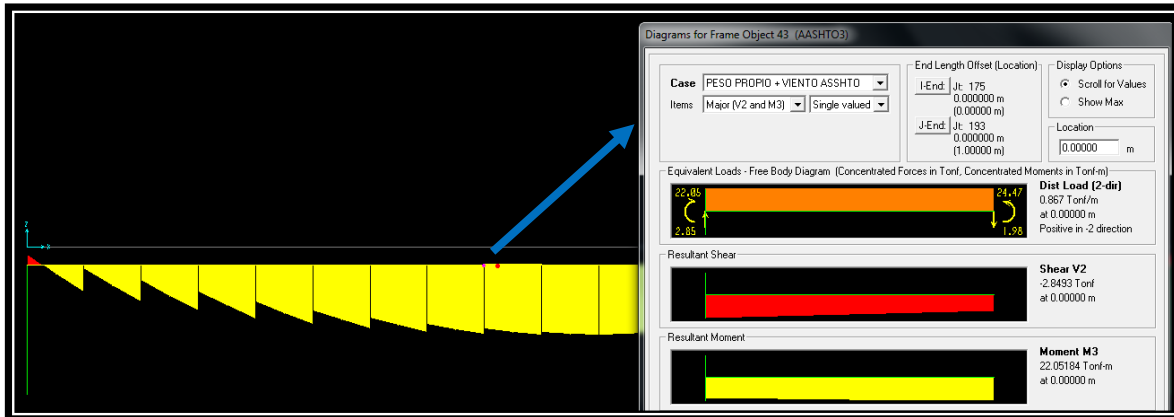 Diagrams for Frame Object 43 (AASHTO3)
Case PESO PROPIO + VIENTO ASSHTO
Items Major (V2 and M3) Single valued
End Length Offset (Location)
I-End: Jt: 175
0.000000 m
(0.00000 m)
J-End: Jt: 193
0.000000 m
(1.00000 m)
Display Options
Scroll for Values
Show Max
Location
0.00000 m
Equivalent Loads - Free Body Diagram (Concentrated Forces in Tonf, Concentrated Moments in Tonf-m)
22.05 24.47
2.85 1.98
Dist Load (2-dir)
0.867 Tonf/m
at 0.00000 m
Positive in -2 direction
Resultant Shear
Shear V2
-2.8493 Tonf
at 0.00000 m
Resultant Moment
Moment M3
22.05184 Tonf-m
at 0.00000 m
Z
X